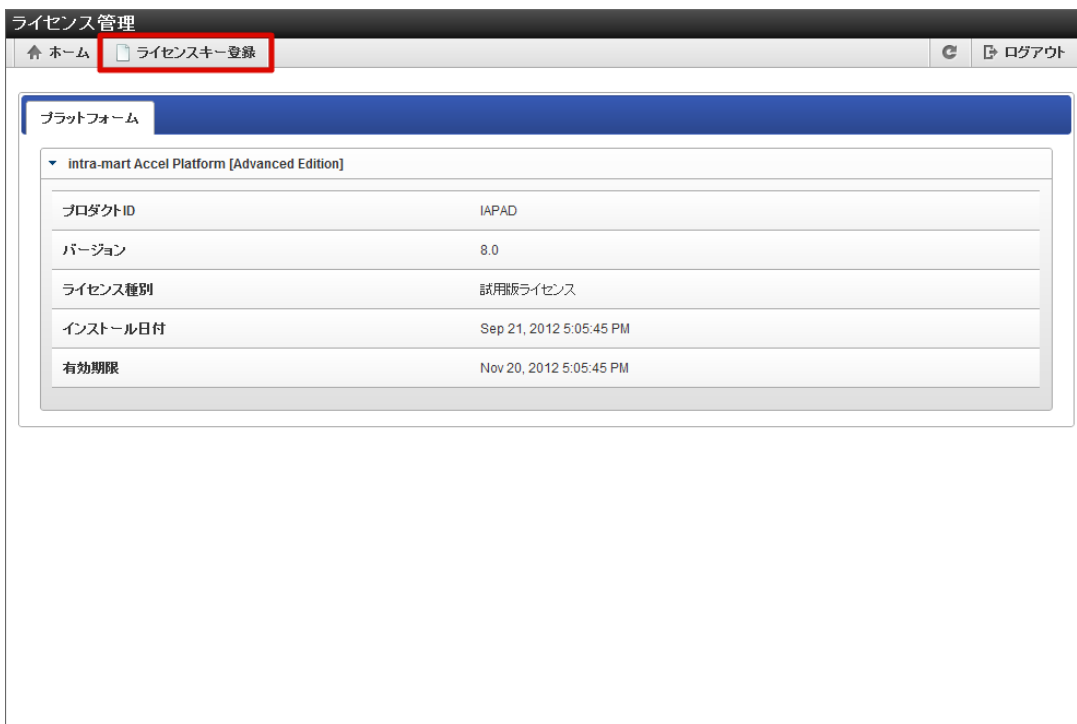 ライセンス管理
ホーム ライセンスキー登録 ログアウト
プラットフォーム
intra-mart Accel Platform [Advanced Edition]
プロダクトID IAPAD
バージョン 8.0
ライセンス種別 試用版ライセンス
インストール日付 Sep 21, 2012 5:05:45 PM
有効期限 Nov 20, 2012 5:05:45 PM